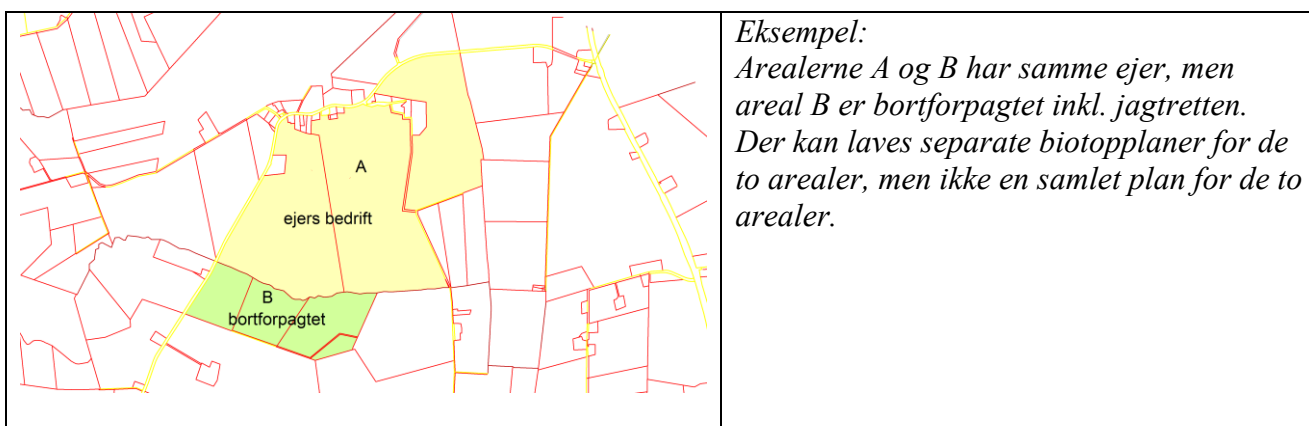 A
ejers bedrift
B
bortforpagtet
Eksempel:
Arealerne A og B har samme ejer, men
areal B er bortforpagtet inkl. jagtretten.
Der kan laves separate biotopplaner for de
to arealer, men ikke en samlet plan for de to
arealer.